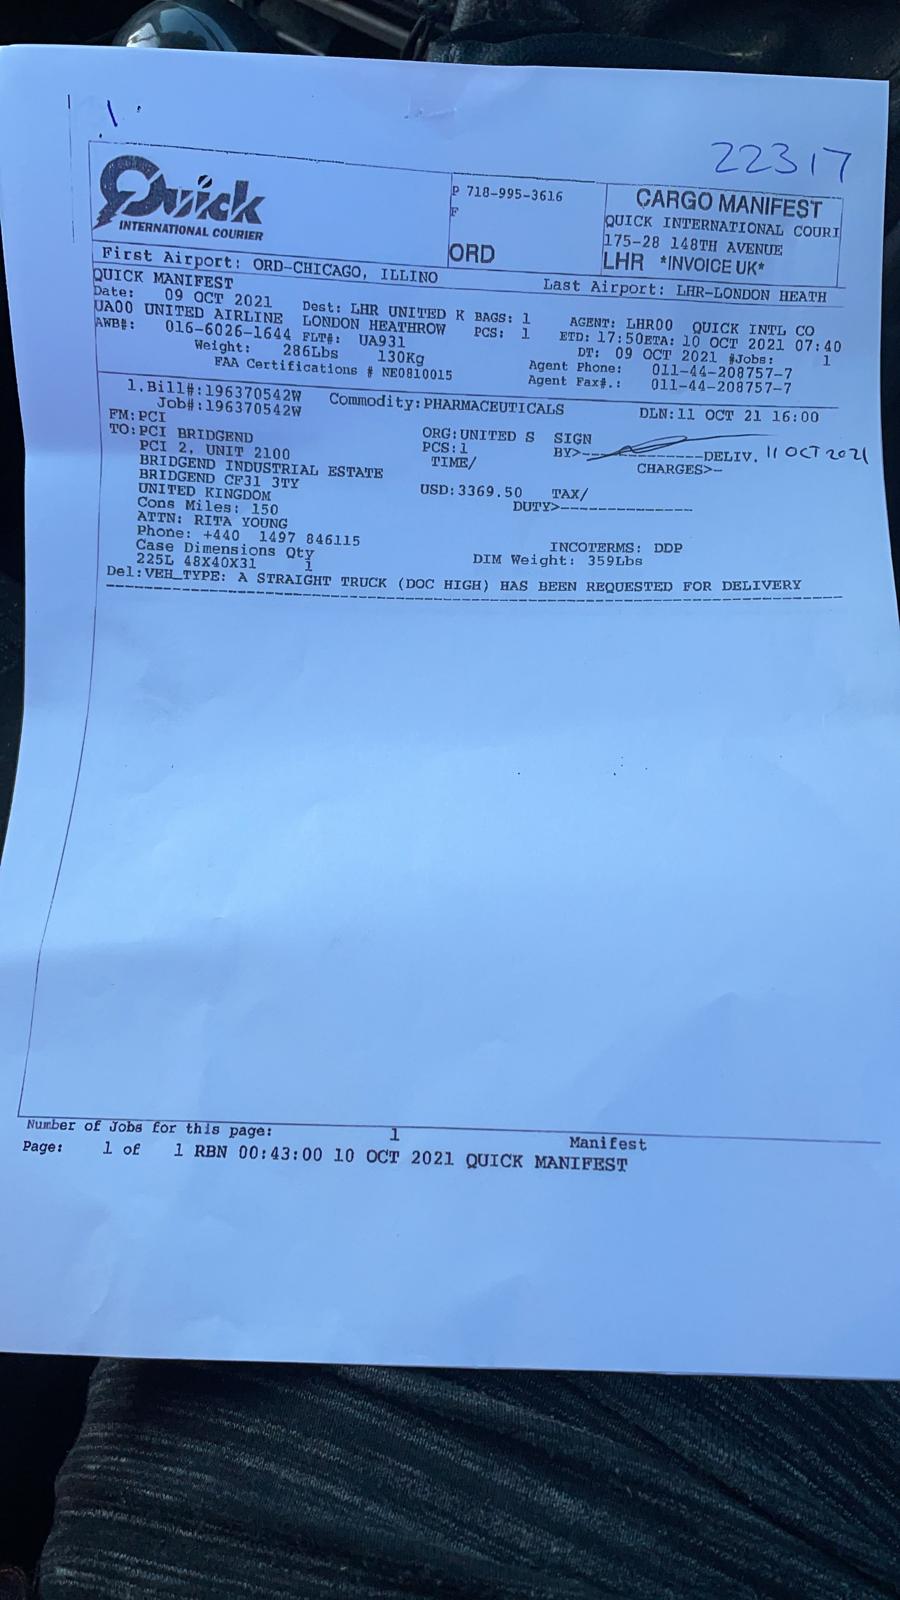 22317
Quick
INTERNATIONAL COURIER
P 718-995-3616
F
ORD
CARGO MANIFEST
QUICK INTERNATIONAL COURI
175-28 148TH AVENUE
LHR *INVOICE UK*
First Airport: ORD-CHICAGO, ILLINO Last Airport: LHR-LONDON HEATH
QUICK MANIFEST
Date: 09 OCT 2021 Dest: LHR UNITED K BAGS: 1 AGENT: LHR00 QUICK INTL CO
UA00 UNITED AIRLINE LONDON HEATHROW PCS: 1 ETD: 17:50ETA: 10 OCT 2021 07:40
AWB#: 016-6026-1644 FLT#: UA931 DT: 09 OCT 2021 #Jobs: 1
Weight: 286Lbs 130Kg Agent Phone: 011-44-208757-7
FAA Certifications # NE0810015 Agent Fax#.: 011-44-208757-7
1.Bill#:196370542W Commodity:PHARMACEUTICALS DLN:11 OCT 21 16:00
Job#:196370542W
FM:PCI ORG:UNITED S SIGN
TO:PCI BRIDGEND PCS:1 BY>- DELIV. 11 OCT 2021
PCI 2, UNIT 2100 TIME/ CHARGES>-
BRIDGEND INDUSTRIAL ESTATE
BRIDGEND CF31 3TY USD:3369.50 TAX/
UNITED KINGDOM DUTY>---------------
Cons Miles: 150
ATTN: RITA YOUNG
Phone: +440 1497 846115 INCOTERMS: DDP
Case Dimensions Qty DIM Weight: 359Lbs
225L 48X40X31 1
Del:VEH_TYPE: A STRAIGHT TRUCK (DOC HIGH) HAS BEEN REQUESTED FOR DELIVERY
Number of Jobs for this page: 1 Manifest
Page: 1 of 1 RBN 00:43:00 10 OCT 2021 QUICK MANIFEST